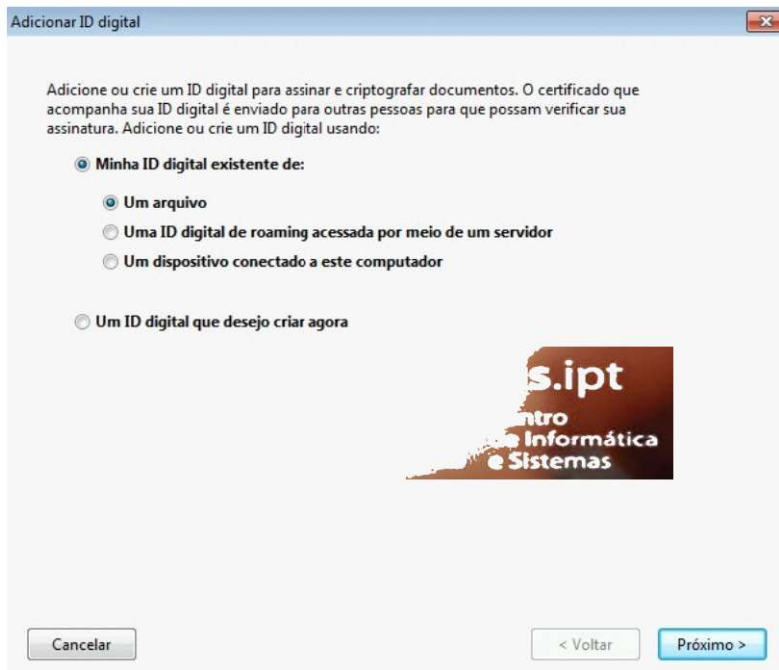 Adicionar ID digital
Adicione ou crie um ID digital para assinar e criptografar documentos. O certificado que
acompanha sua ID digital é enviado para outras pessoas para que possam verificar sua
assinatura. Adicione ou crie um ID digital usando:
Minha ID digital existente de:
Um arquivo
Uma ID digital de roaming acessada por meio de um servidor
Um dispositivo conectado a este computador
Um ID digital que desejo criar agora
s.ipt
ntro
e Informática
e Sistemas
Cancelar
< Voltar
Próximo >